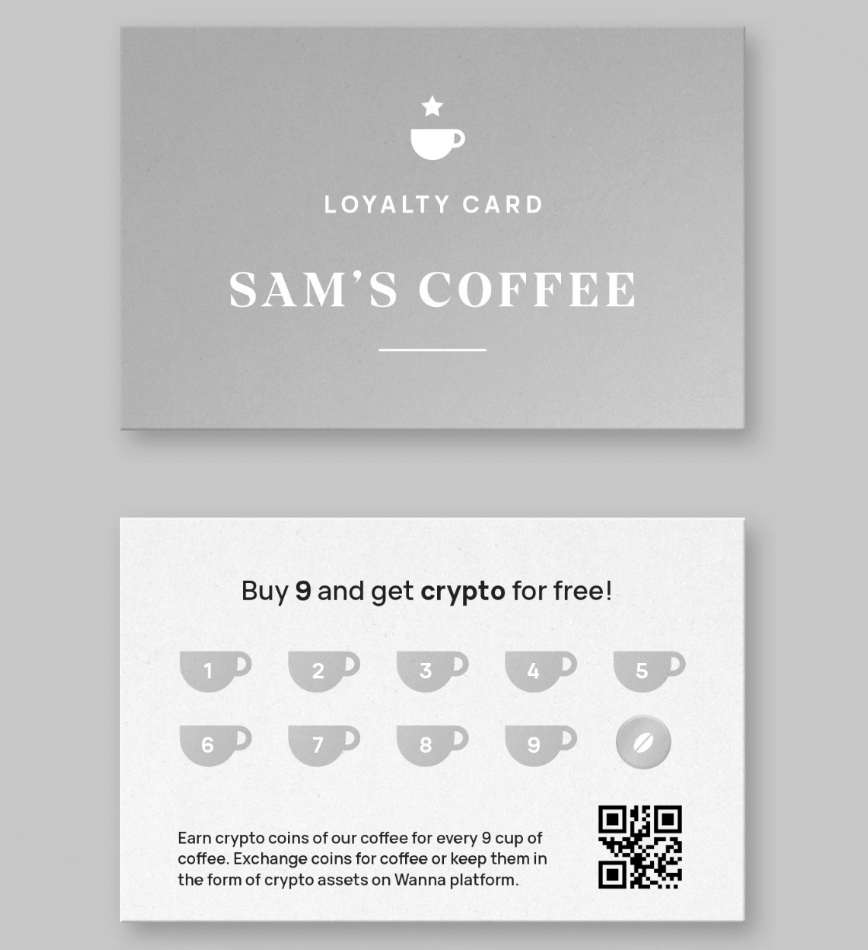 LOYALTY CARD
SAM’S COFFEE
Buy 9 and get crypto for free!
1 2 3 4 5
6 7 8 9
Earn crypto coins of our coffee for every 9 cup of
coffee. Exchange coins for coffee or keep them in
the form of crypto assets on Wanna platform.